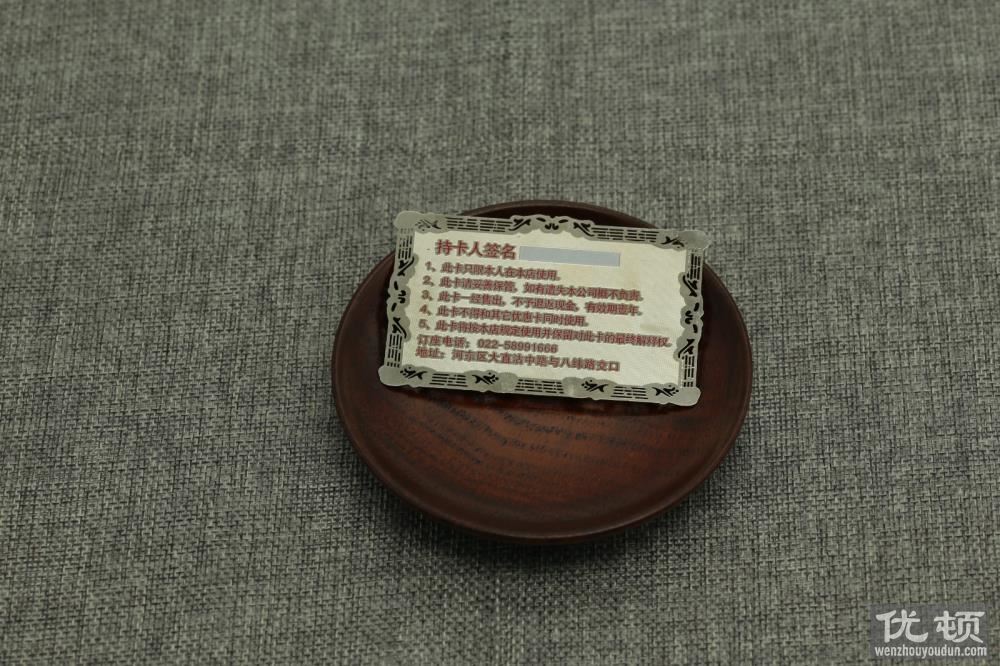 持卡人签名
1、此卡只限本人在本店使用。
2、此卡请妥善保管，如有遗失本公司概不负责。
3、此卡一经售出，不予退返现金，有效期壹年。
4、此卡不得和其它优惠卡同时使用。
5、此卡将按本店规定使用并保留对此卡的最终解释权。
订座电话：022-58991666
地址：河东区大直沽中路与八纬路交口
优顿
wenzhouyoudun.com